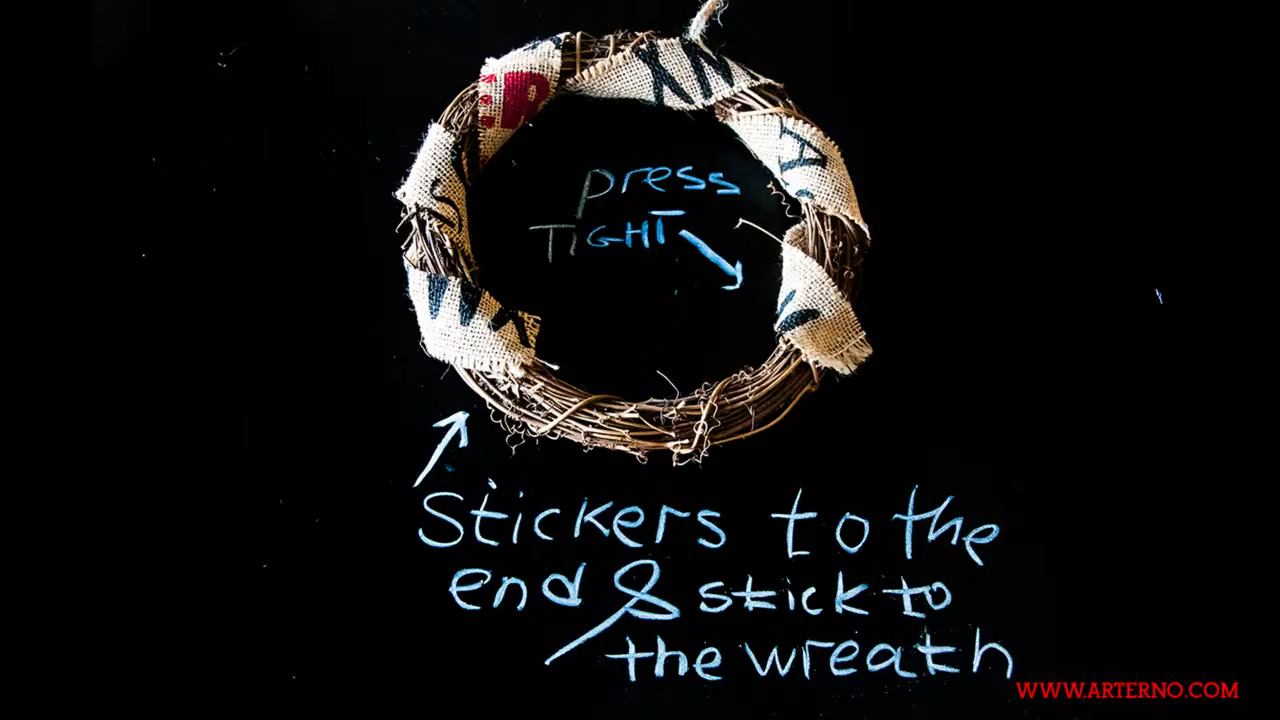 press
TIGHT
Stickers to the
end & stick to
the wreath
WWW.ARTERNO.COM